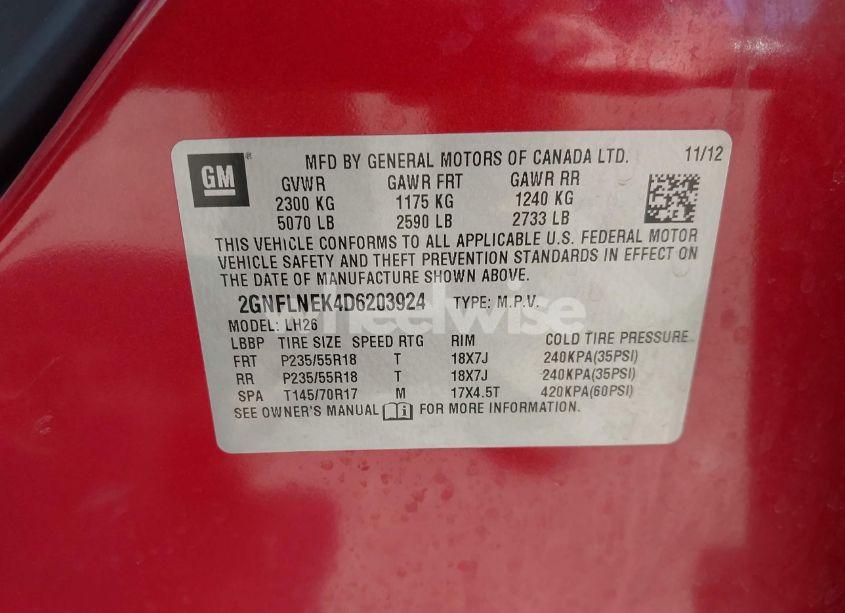 GM ® MFD BY GENERAL MOTORS OF CANADA LTD. 11/12
GVWR GAWR FRT GAWR RR
2300 KG 1175 KG 1240 KG
5070 LB 2590 LB 2733 LB
THIS VEHICLE CONFORMS TO ALL APPLICABLE U.S. FEDERAL MOTOR
VEHICLE SAFETY AND THEFT PREVENTION STANDARDS IN EFFECT ON
THE DATE OF MANUFACTURE SHOWN ABOVE.
2GNFLNEK4D6203924 TYPE: M.P.V.
wheelwise
MODEL: LH26
LBBP TIRE SIZE SPEED RTG RIM COLD TIRE PRESSURE
FRT P235/55R18 T 18X7J 240KPA(35PSI)
RR P235/55R18 T 18X7J 240KPA(35PSI)
SPA T145/70R17 M 17X4.5T 420KPA(60PSI)
SEE OWNER'S MANUAL FOR MORE INFORMATION.